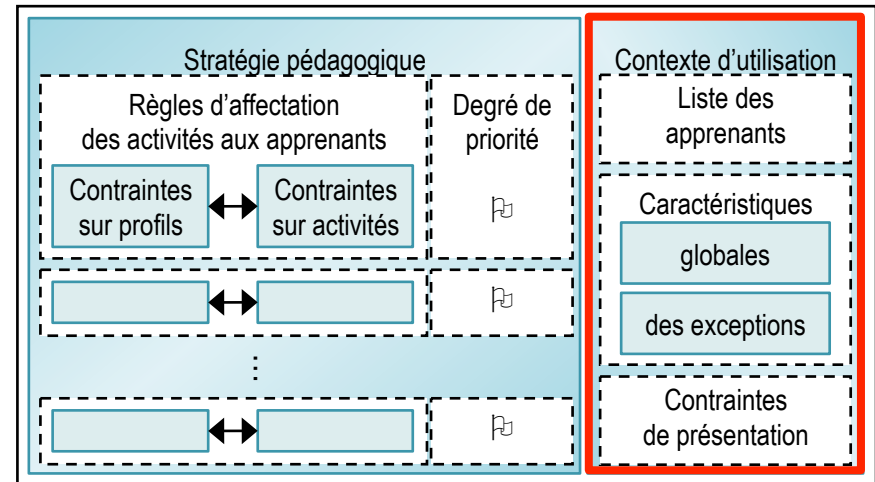 Stratégie pédagogique
Règles d'affectation
des activités aux apprenants
Degré de
priorité
Contraintes
sur profils
Contraintes
sur activités
⋮
Contexte d'utilisation
Liste des
apprenants
Caractéristiques
globales
des exceptions
Contraintes
de présentation